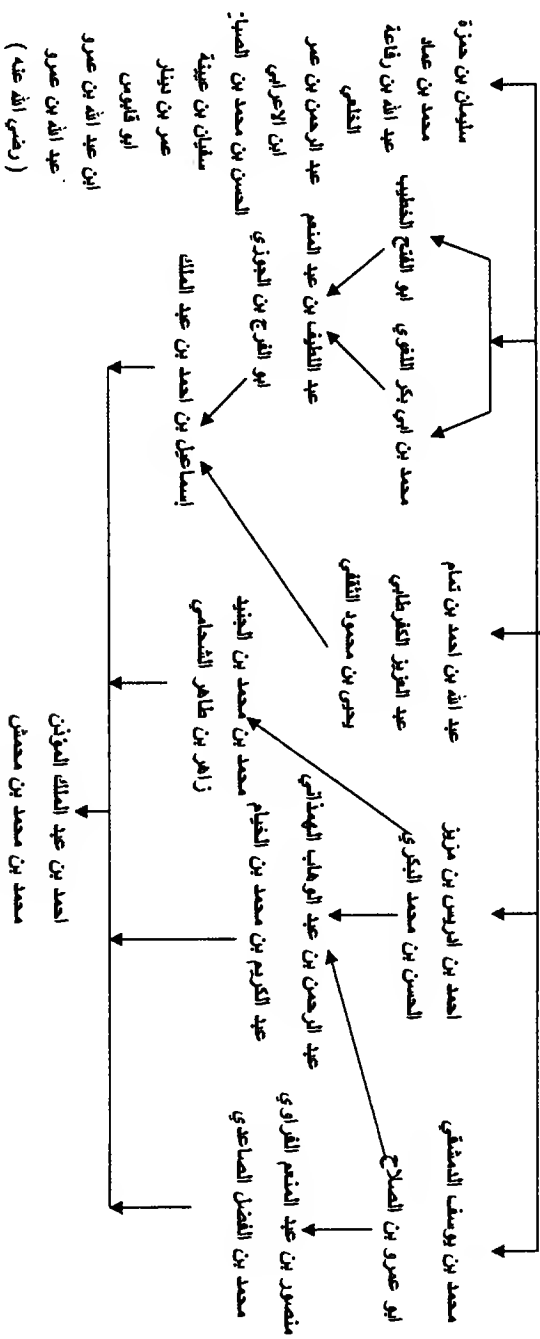 محمد بن يوسف الدمشقي
ابو عمرو بن الصلاح
منصور بن عبد المنعم الفراوي
محمد بن الفضل الصاعدي
احمد بن ادريس بن مزيز
الحسن بن محمد البكري
عبد الرحمن بن عبد الوهاب الهمذاني
عبد الكريم بن محمد بن الخيام
محمد بن محمد بن الجنيد
زاهر بن طاهر الشحامي
عبد الله بن احمد بن تمام
عبد العزيز الكفرطابي
يحيى بن محمود الثقفي
محمد بن ابي بكر اللغوي
ابو الفتح الخطيب
عبد اللطيف بن عبد المنعم
ابو الفرج بن الجوزي
إسماعيل بن احمد بن عبد الملك
احمد بن عبد الملك المؤذن
محمد بن محمد بن محمش
سليمان بن حمزة
محمد بن عماد
عبد الله بن رفاعة
الخلعي
عبد الرحمن بن عمر
ابن الاعرابي
الحسن بن محمد بن الصبا:
سفيان بن عيينة
عمر بن دينار
ابو قابوس
ابن عبد الله بن عمرو
عبد الله بن عمرو
( رضي الله عنه )